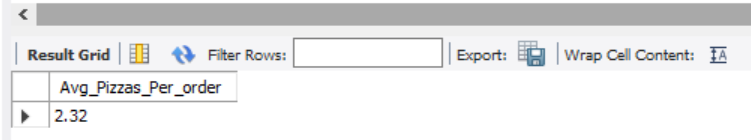 Result Grid Filter Rows: Export: Wrap Cell Content:
Avg_Pizzas_Per_order
2.32